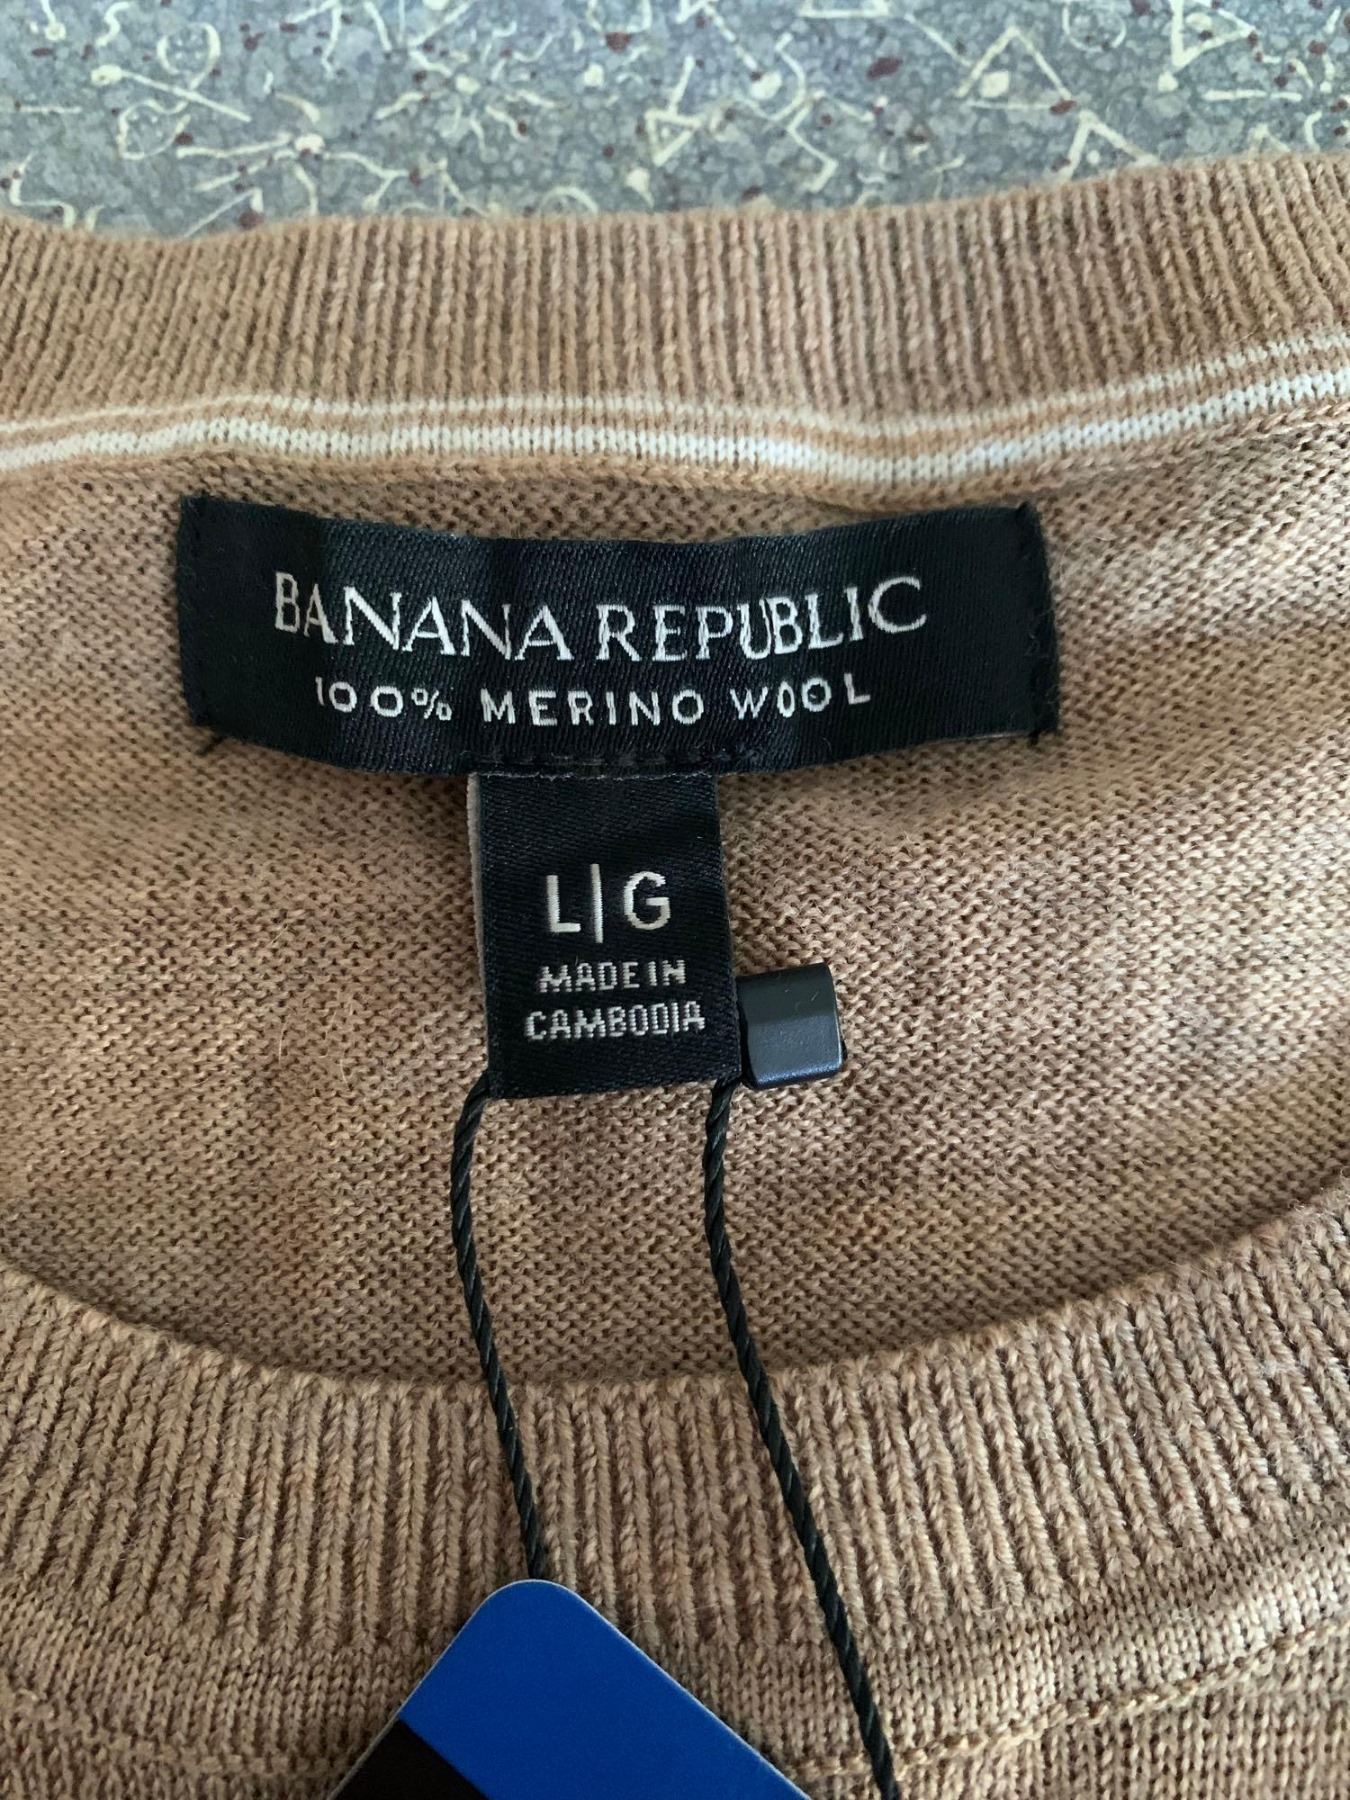 BANANA REPUBLIC
100% MERINO WOOL
L|G
MADE IN
CAMBODIA